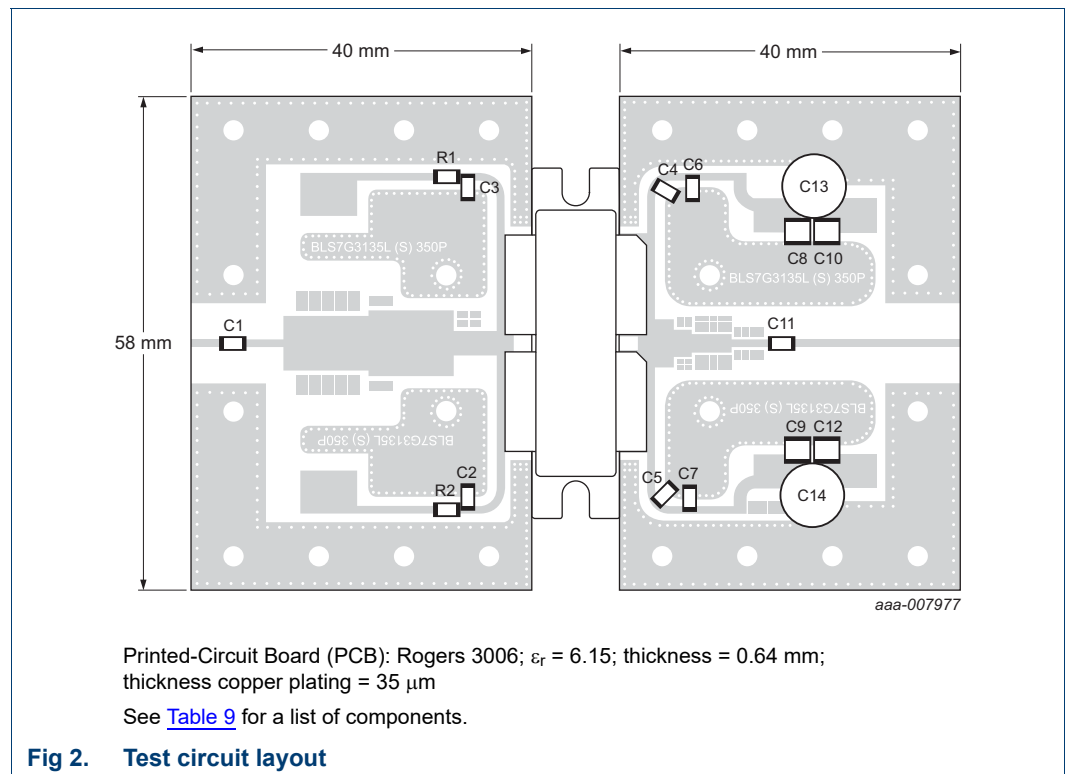 40 mm
40 mm
R1
C3
C4
C6
C13
BLS7G3135L (S) 350P
C8
C10
BLS7G3135L (S) 350P
C1
C11
58 mm
BLS7G3135L (S) 350P
BLS7G3135L (S) 350P
C9
C12
C2
R2
C5
C7
C14
aaa-007977
Printed-Circuit Board (PCB): Rogers 3006; εr = 6.15; thickness = 0.64 mm;
thickness copper plating = 35 μm
See Table 9 for a list of components.
Fig 2. Test circuit layout